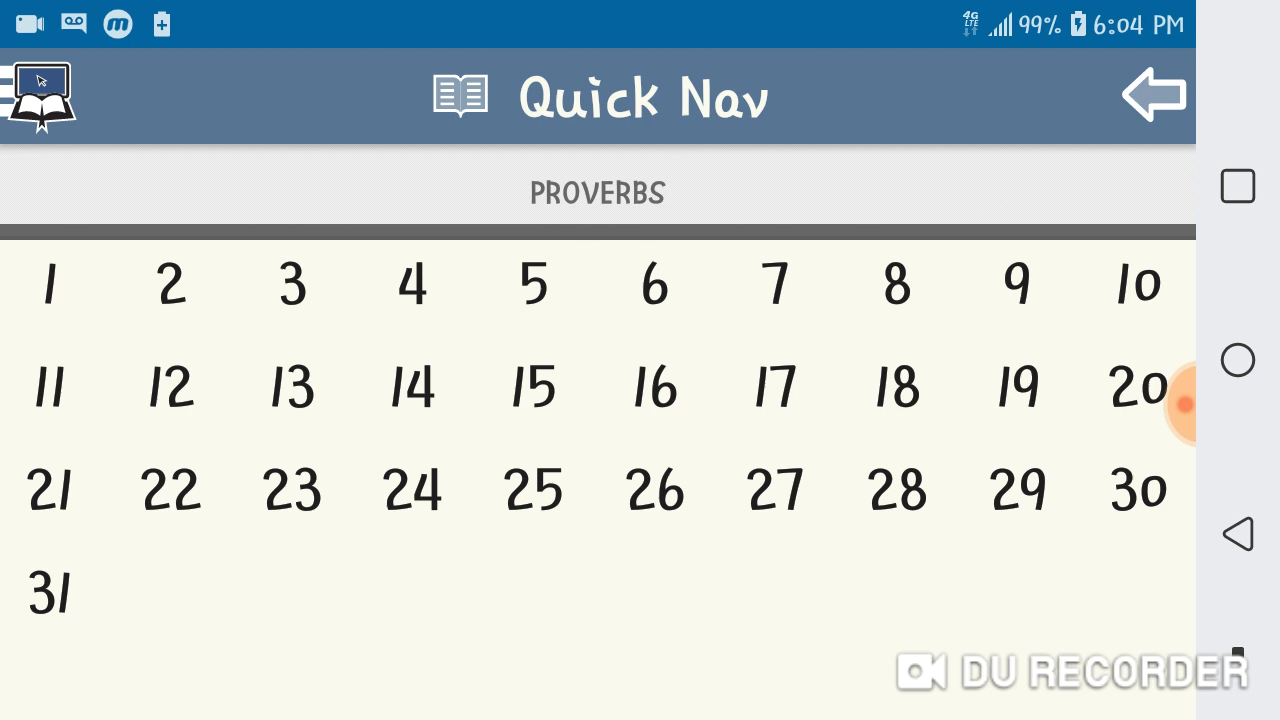 4G LTE 99% 6:04 PM
Quick Nav
PROVERBS
1 2 3 4 5 6 7 8 9 10
11 12 13 14 15 16 17 18 19 20
21 22 23 24 25 26 27 28 29 30
31
DU RECORDER